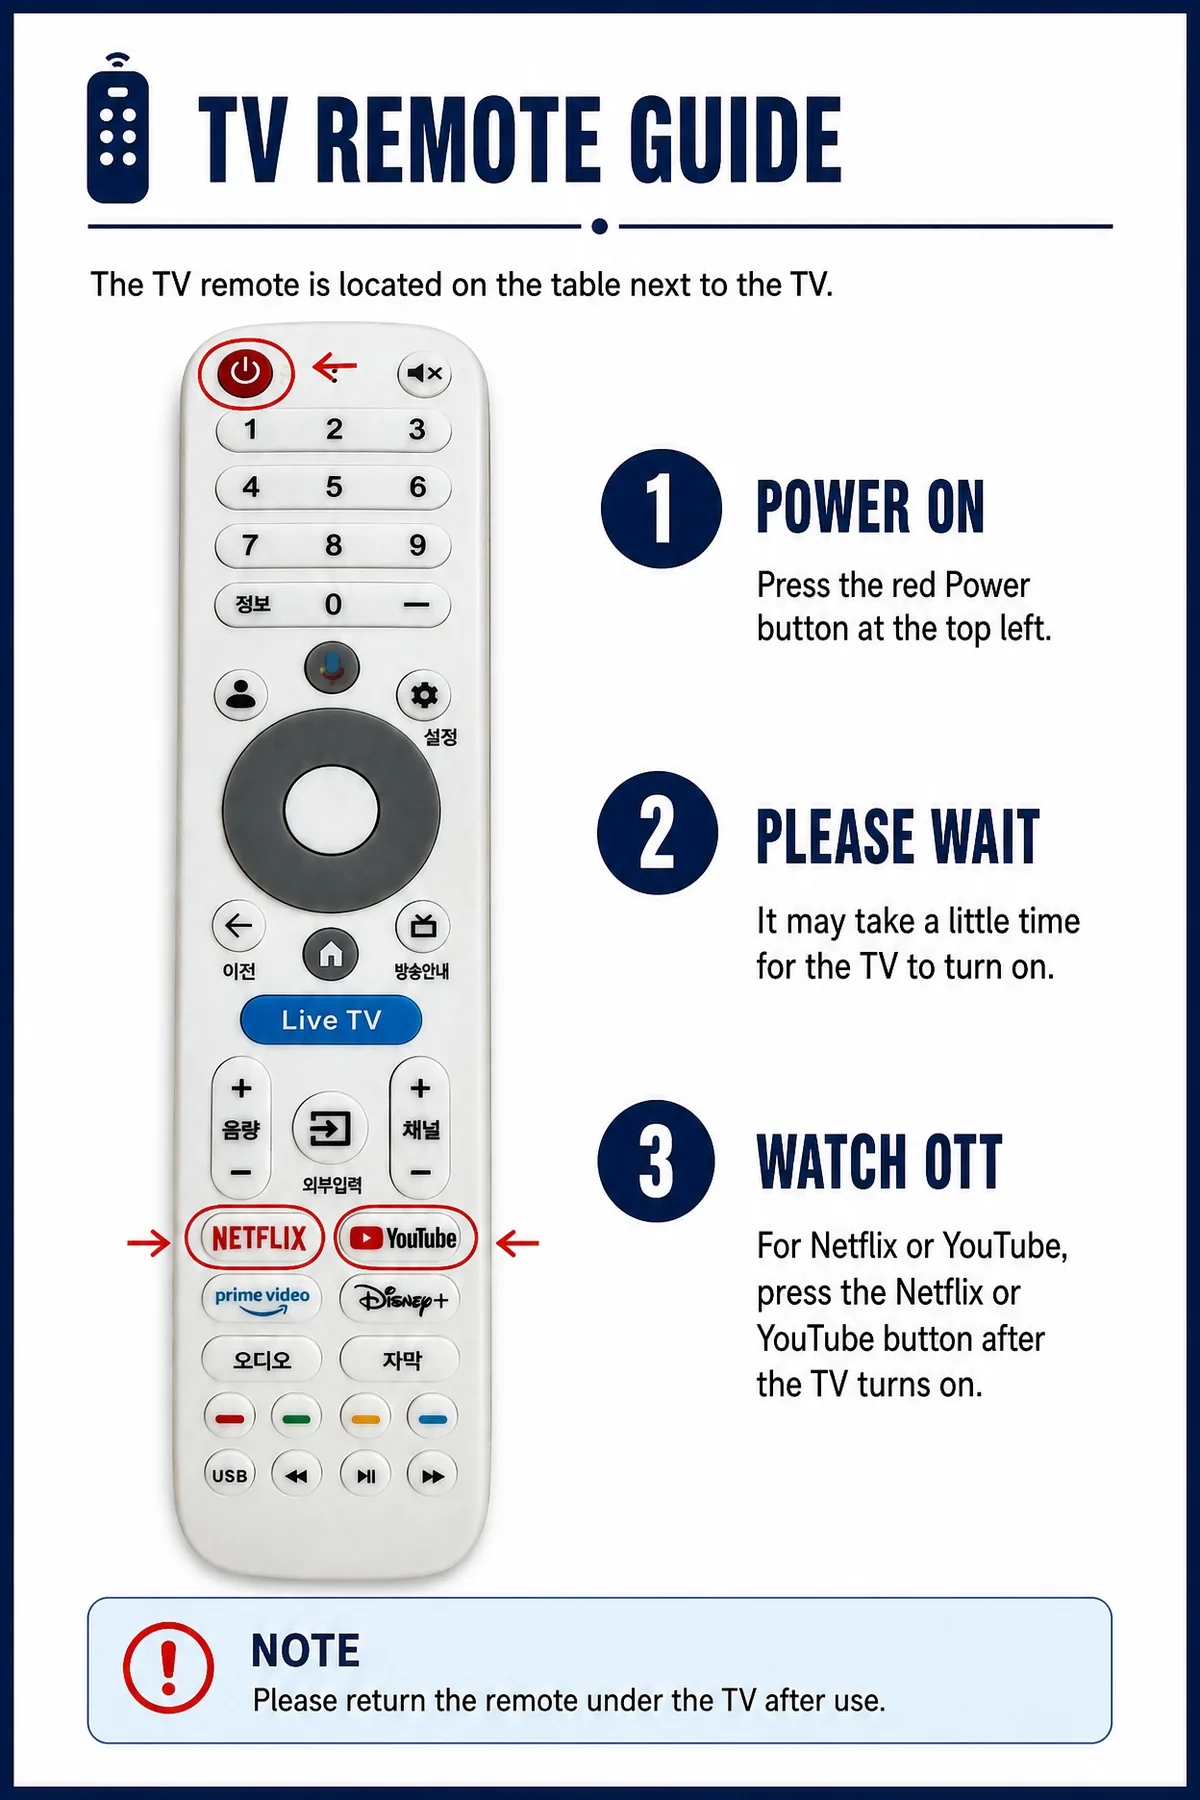 TV REMOTE GUIDE
The TV remote is located on the table next to the TV.
1 2 3
4 5 6
7 8 9
정보 0 —
설정
이전
방송안내
Live TV
+ +
음량 채널
— —
외부입력
NETFLIX YouTube
prime video Disney+
오디오 자막
USB
1 POWER ON
Press the red Power
button at the top left.
2 PLEASE WAIT
It may take a little time
for the TV to turn on.
3 WATCH OTT
For Netflix or YouTube,
press the Netflix or
YouTube button after
the TV turns on.
NOTE
Please return the remote under the TV after use.